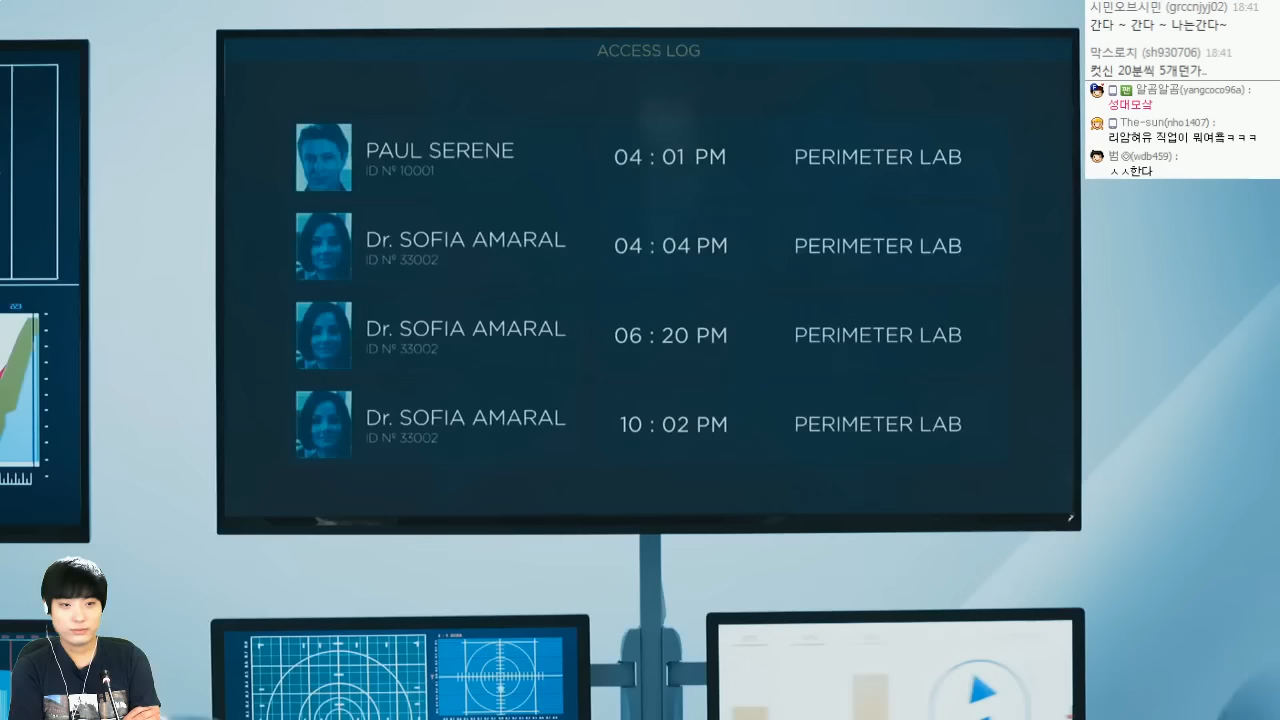 ACCESS LOG
PAUL SERENE
ID Nº 10001
04 : 01 PM
PERIMETER LAB
Dr. SOFIA AMARAL
ID Nº 33002
04 : 04 PM
PERIMETER LAB
Dr. SOFIA AMARAL
ID Nº 33002
06 : 20 PM
PERIMETER LAB
Dr. SOFIA AMARAL
ID Nº 33002
10 : 02 PM
PERIMETER LAB
시민오브시민 (grccnjyj02) 18:41
간다 ~ 간다 ~ 나는간다~
막스로치 (sh930706) 18:41
컷신 20분씩 5개던가..
팬 알곰알곰(yangcoco96a) :
성대모살
The-sun(nho1407) :
리암혀유 직업이 뭐여욬ㅋㅋㅋ
범◎(wdb459) :
ㅅㅅ한다